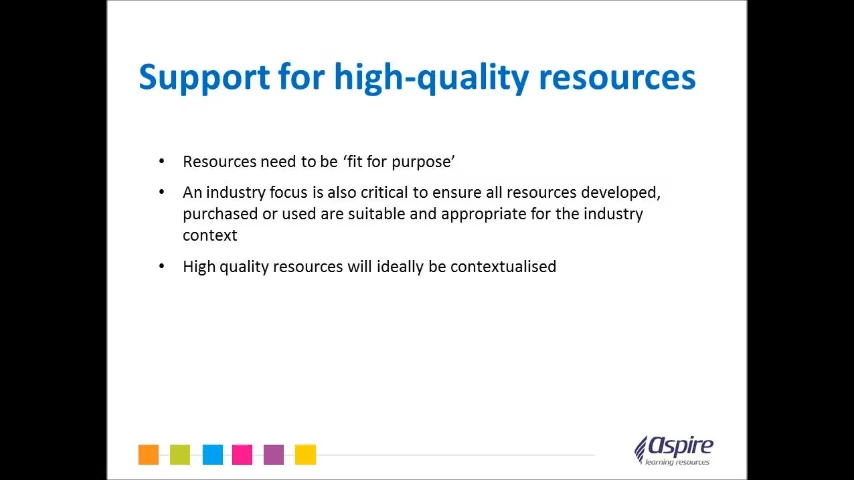 Support for high-quality resources
• Resources need to be ‘fit for purpose’
• An industry focus is also critical to ensure all resources developed,
purchased or used are suitable and appropriate for the industry
context
• High quality resources will ideally be contextualised
aspire
learning resources